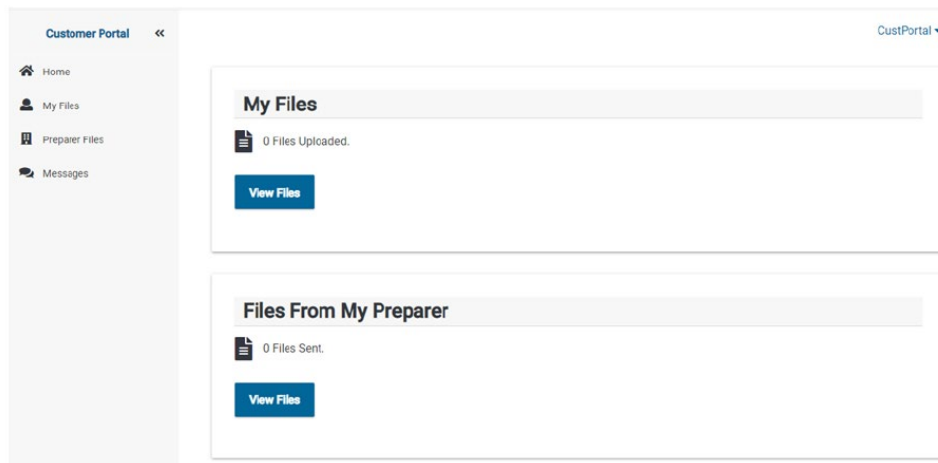 Customer Portal «
CustPortal
Home
My Files
Preparer Files
Messages
My Files
0 Files Uploaded.
View Files
Files From My Preparer
0 Files Sent.
View Files